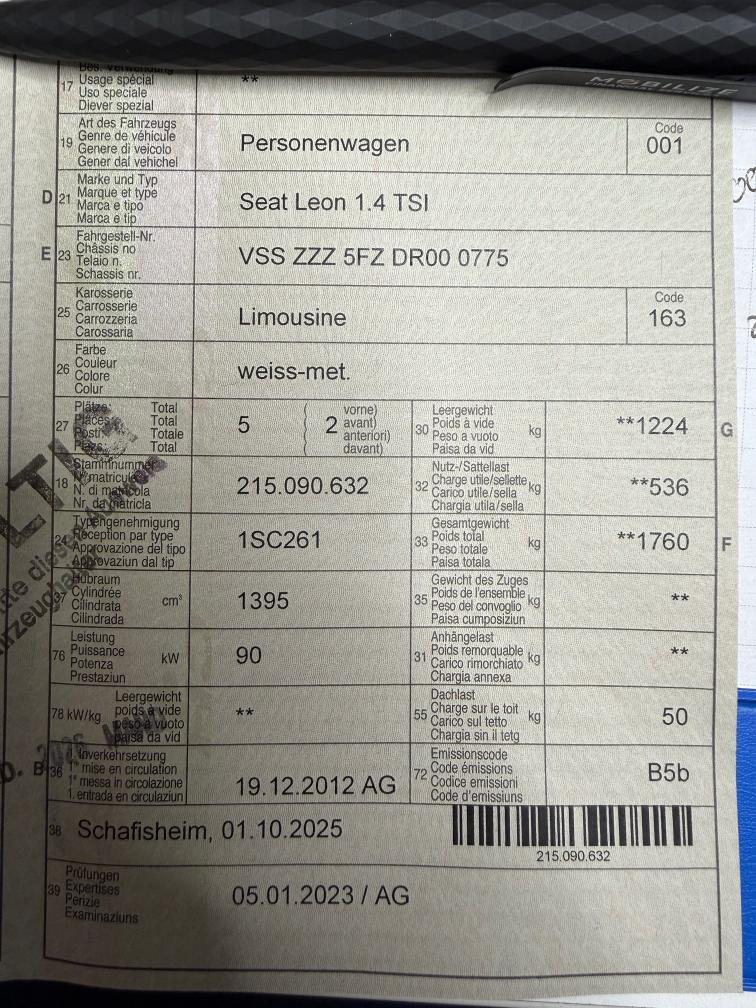 MOBILIZE
Bes. Verwendung
17 Usage spécial **
Uso speciale
Diever spezial
Art des Fahrzeugs
19 Genre de véhicule
Genere di veicolo
Gener dal vehichel
Personenwagen
Code
001
Marke und Typ
D 21 Marque et type
Marca e tipo
Marca e tip
Seat Leon 1.4 TSI
Fahrgestell-Nr.
E 23 Châssis no
Telaio n.
Schassis nr.
VSS ZZZ 5FZ DR00 0775
Karosserie
25 Carrosserie
Carrozzeria
Carossaria
Limousine
Code
163
Farbe
26 Couleur
Colore
Colur
weiss-met.
Plätze Total
27 Places Total
Posti Totale
Plazs Total
5 ( 2 vorne)
( avant)
( anteriori)
( davant)
Leergewicht
30 Poids à vide kg
Peso a vuoto
Paisa da vid
**1224 G
Stammnummer
18 N° matricule
N. di matricola
Nr. da matricla
215.090.632
Nutz-/Sattellast
32 Charge utile/sellette kg
Carico utile/sella
Chargia utila/sella
**536
Typengenehmigung
24 Réception par type
Approvazione del tipo
Approvaziun dal tip
1SC261
Gesamtgewicht
33 Poids total kg
Peso totale
Paisa totala
**1760 F
Hubraum
37 Cylindrée cm³
Cilindrata
Cilindrada
1395
Gewicht des Zuges
35 Poids de l'ensemble kg
Peso del convoglio
Paisa cumposiziun
**
Leistung
76 Puissance kW
Potenza
Prestaziun
90
Anhängelast
31 Poids remorquable kg
Carico rimorchiato
Chargia annexa
**
Leergewicht
78 kW/kg poids à vide
peso a vuoto
paisa da vid
**
Dachlast
55 Charge sur le toit kg
Carico sul tetto
Chargia sin il tetg
50
1. Inverkehrsetzung
B 36 1re mise en circulation
1a messa in circolazione
1. entrada en circulaziun
19.12.2012 AG
Emissionscode
72 Code émissions
Codice emissioni
Code d'emissiuns
B5b
38 Schafisheim, 01.10.2025
215.090.632
Prüfungen
39 Expertises
Perizie
Examinaziuns
05.01.2023 / AG